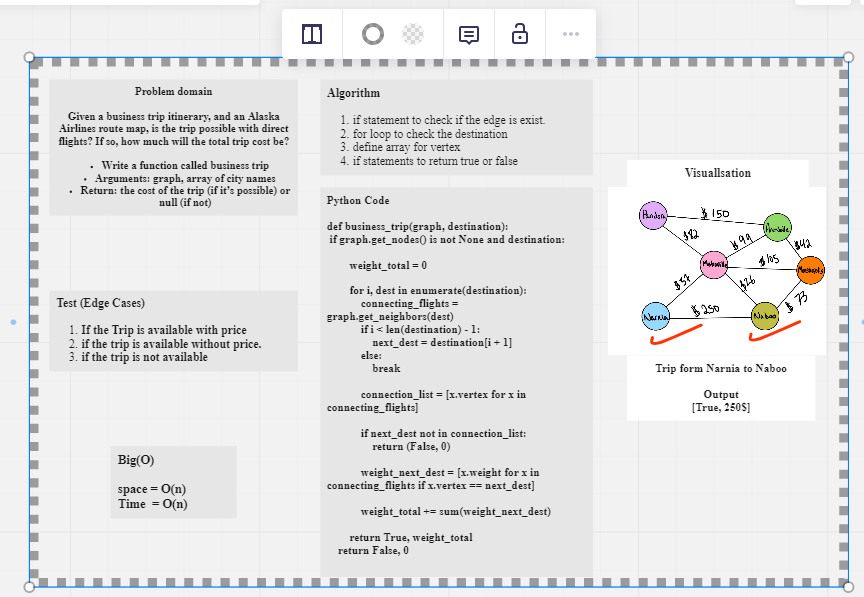 Problem domain
Given a business trip itinerary, and an Alaska
Airlines route map, is the trip possible with direct
flights? If so, how much will the total trip cost be?
• Write a function called business trip
• Arguments: graph, array of city names
• Return: the cost of the trip (if it's possible) or
null (if not)
Test (Edge Cases)
1. If the Trip is available with price
2. if the trip is available without price.
3. if the trip is not available
Big(O)
space = O(n)
Time = O(n)
Algorithm
1. if statement to check if the edge is exist.
2. for loop to check the destination
3. define array for vertex
4. if statements to return true or false
Python Code
def business_trip(graph, destination):
if graph.get_nodes() is not None and destination:
weight_total = 0
for i, dest in enumerate(destination):
connecting_flights =
graph.get_neighbors(dest)
if i < len(destination) - 1:
next_dest = destination[i + 1]
else:
break
connection_list = [x.vertex for x in
connecting_flights]
if next_dest not in connection_list:
return (False, 0)
weight_next_dest = [x.weight for x in
connecting_flights if x.vertex == next_dest]
weight_total += sum(weight_next_dest)
return True, weight_total
return False, 0
Visuallsation
Pandora
$150
$82
$99
$42
$105
$37
$26
Narnia
$250
Naboo
$73
Trip form Narnia to Naboo
Output
[True, 250$]